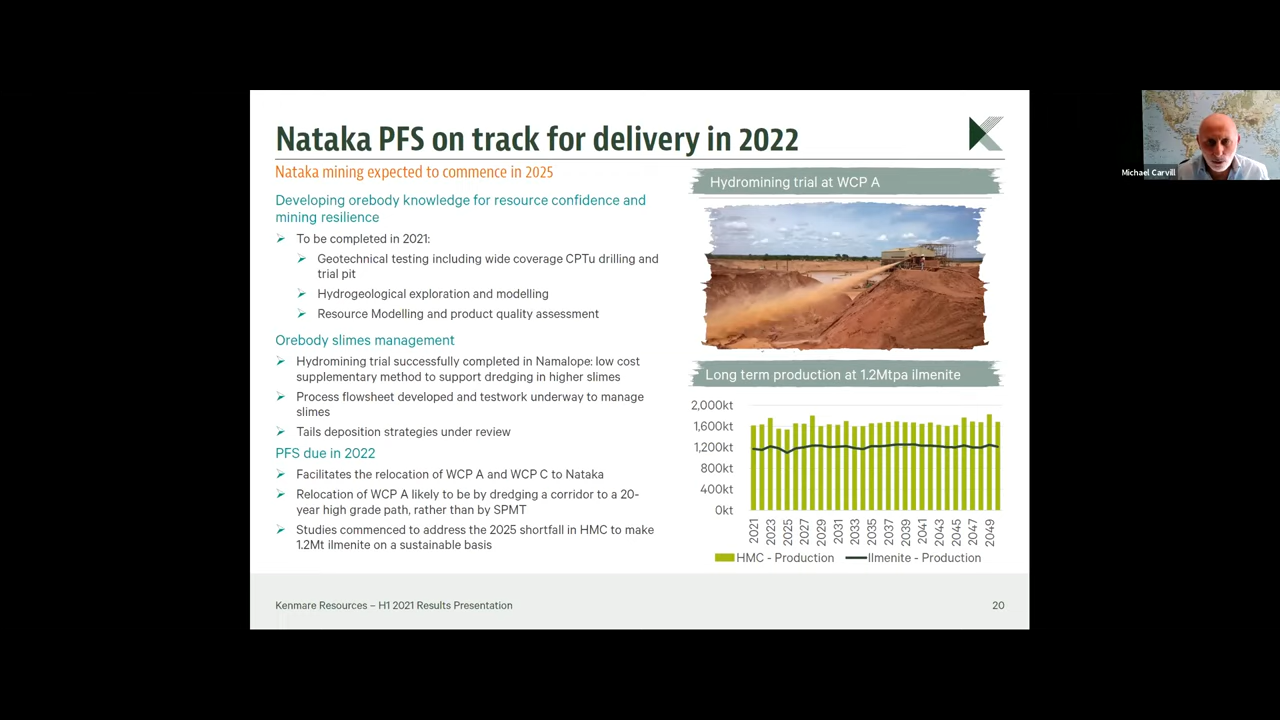 Nataka PFS on track for delivery in 2022
Nataka mining expected to commence in 2025
Developing orebody knowledge for resource confidence and
mining resilience
To be completed in 2021:
Geotechnical testing including wide coverage CPTu drilling and
trial pit
Hydrogeological exploration and modelling
Resource Modelling and product quality assessment
Orebody slimes management
Hydromining trial successfully completed in Namalope: low cost
supplementary method to support dredging in higher slimes
Process flowsheet developed and testwork underway to manage
slimes
Tails deposition strategies under review
PFS due in 2022
Facilitates the relocation of WCP A and WCP C to Nataka
Relocation of WCP A likely to be by dredging a corridor to a 20-
year high grade path, rather than by SPMT
Studies commenced to address the 2025 shortfall in HMC to make
1.2Mt ilmenite on a sustainable basis
Hydromining trial at WCP A
Long term production at 1.2Mtpa ilmenite
2,000kt
1,600kt
1,200kt
800kt
400kt
0kt
2021 2023 2025 2027 2029 2031 2033 2035 2037 2039 2041 2043 2045 2047 2049
HMC - Production Ilmenite - Production
Kenmare Resources – H1 2021 Results Presentation
20
Michael Carvill